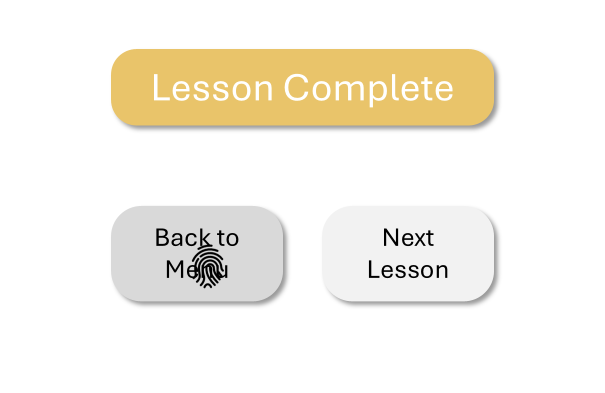 Lesson Complete
Back to
Menu
Next
Lesson